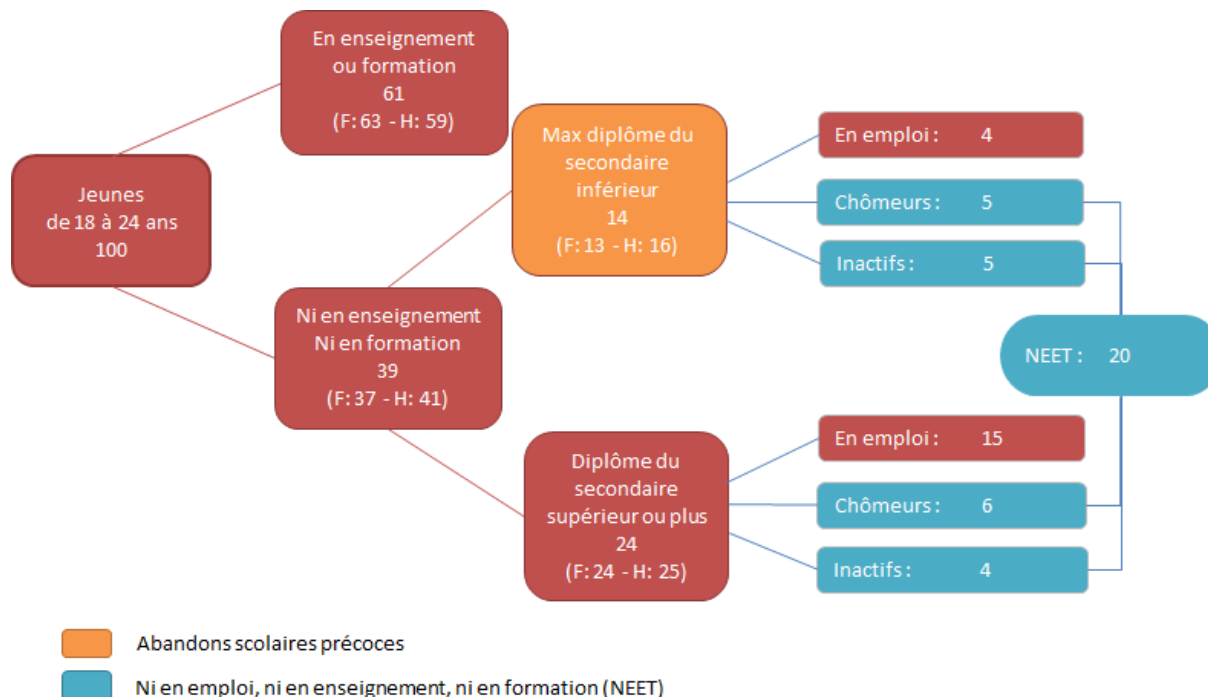 En enseignement
ou formation
61
(F: 63 - H: 59)
Jeunes
de 18 à 24 ans
100
Max diplôme du
secondaire
inférieur
14
(F: 13 - H: 16)
En emploi : 4
Chômeurs : 5
Inactifs : 5
Ni en enseignement
Ni en formation
39
(F: 37 - H: 41)
NEET : 20
Diplôme du
secondaire
supérieur ou plus
24
(F: 24 - H: 25)
En emploi : 15
Chômeurs : 6
Inactifs : 4
Abandons scolaires précoces
Ni en emploi, ni en enseignement, ni en formation (NEET)